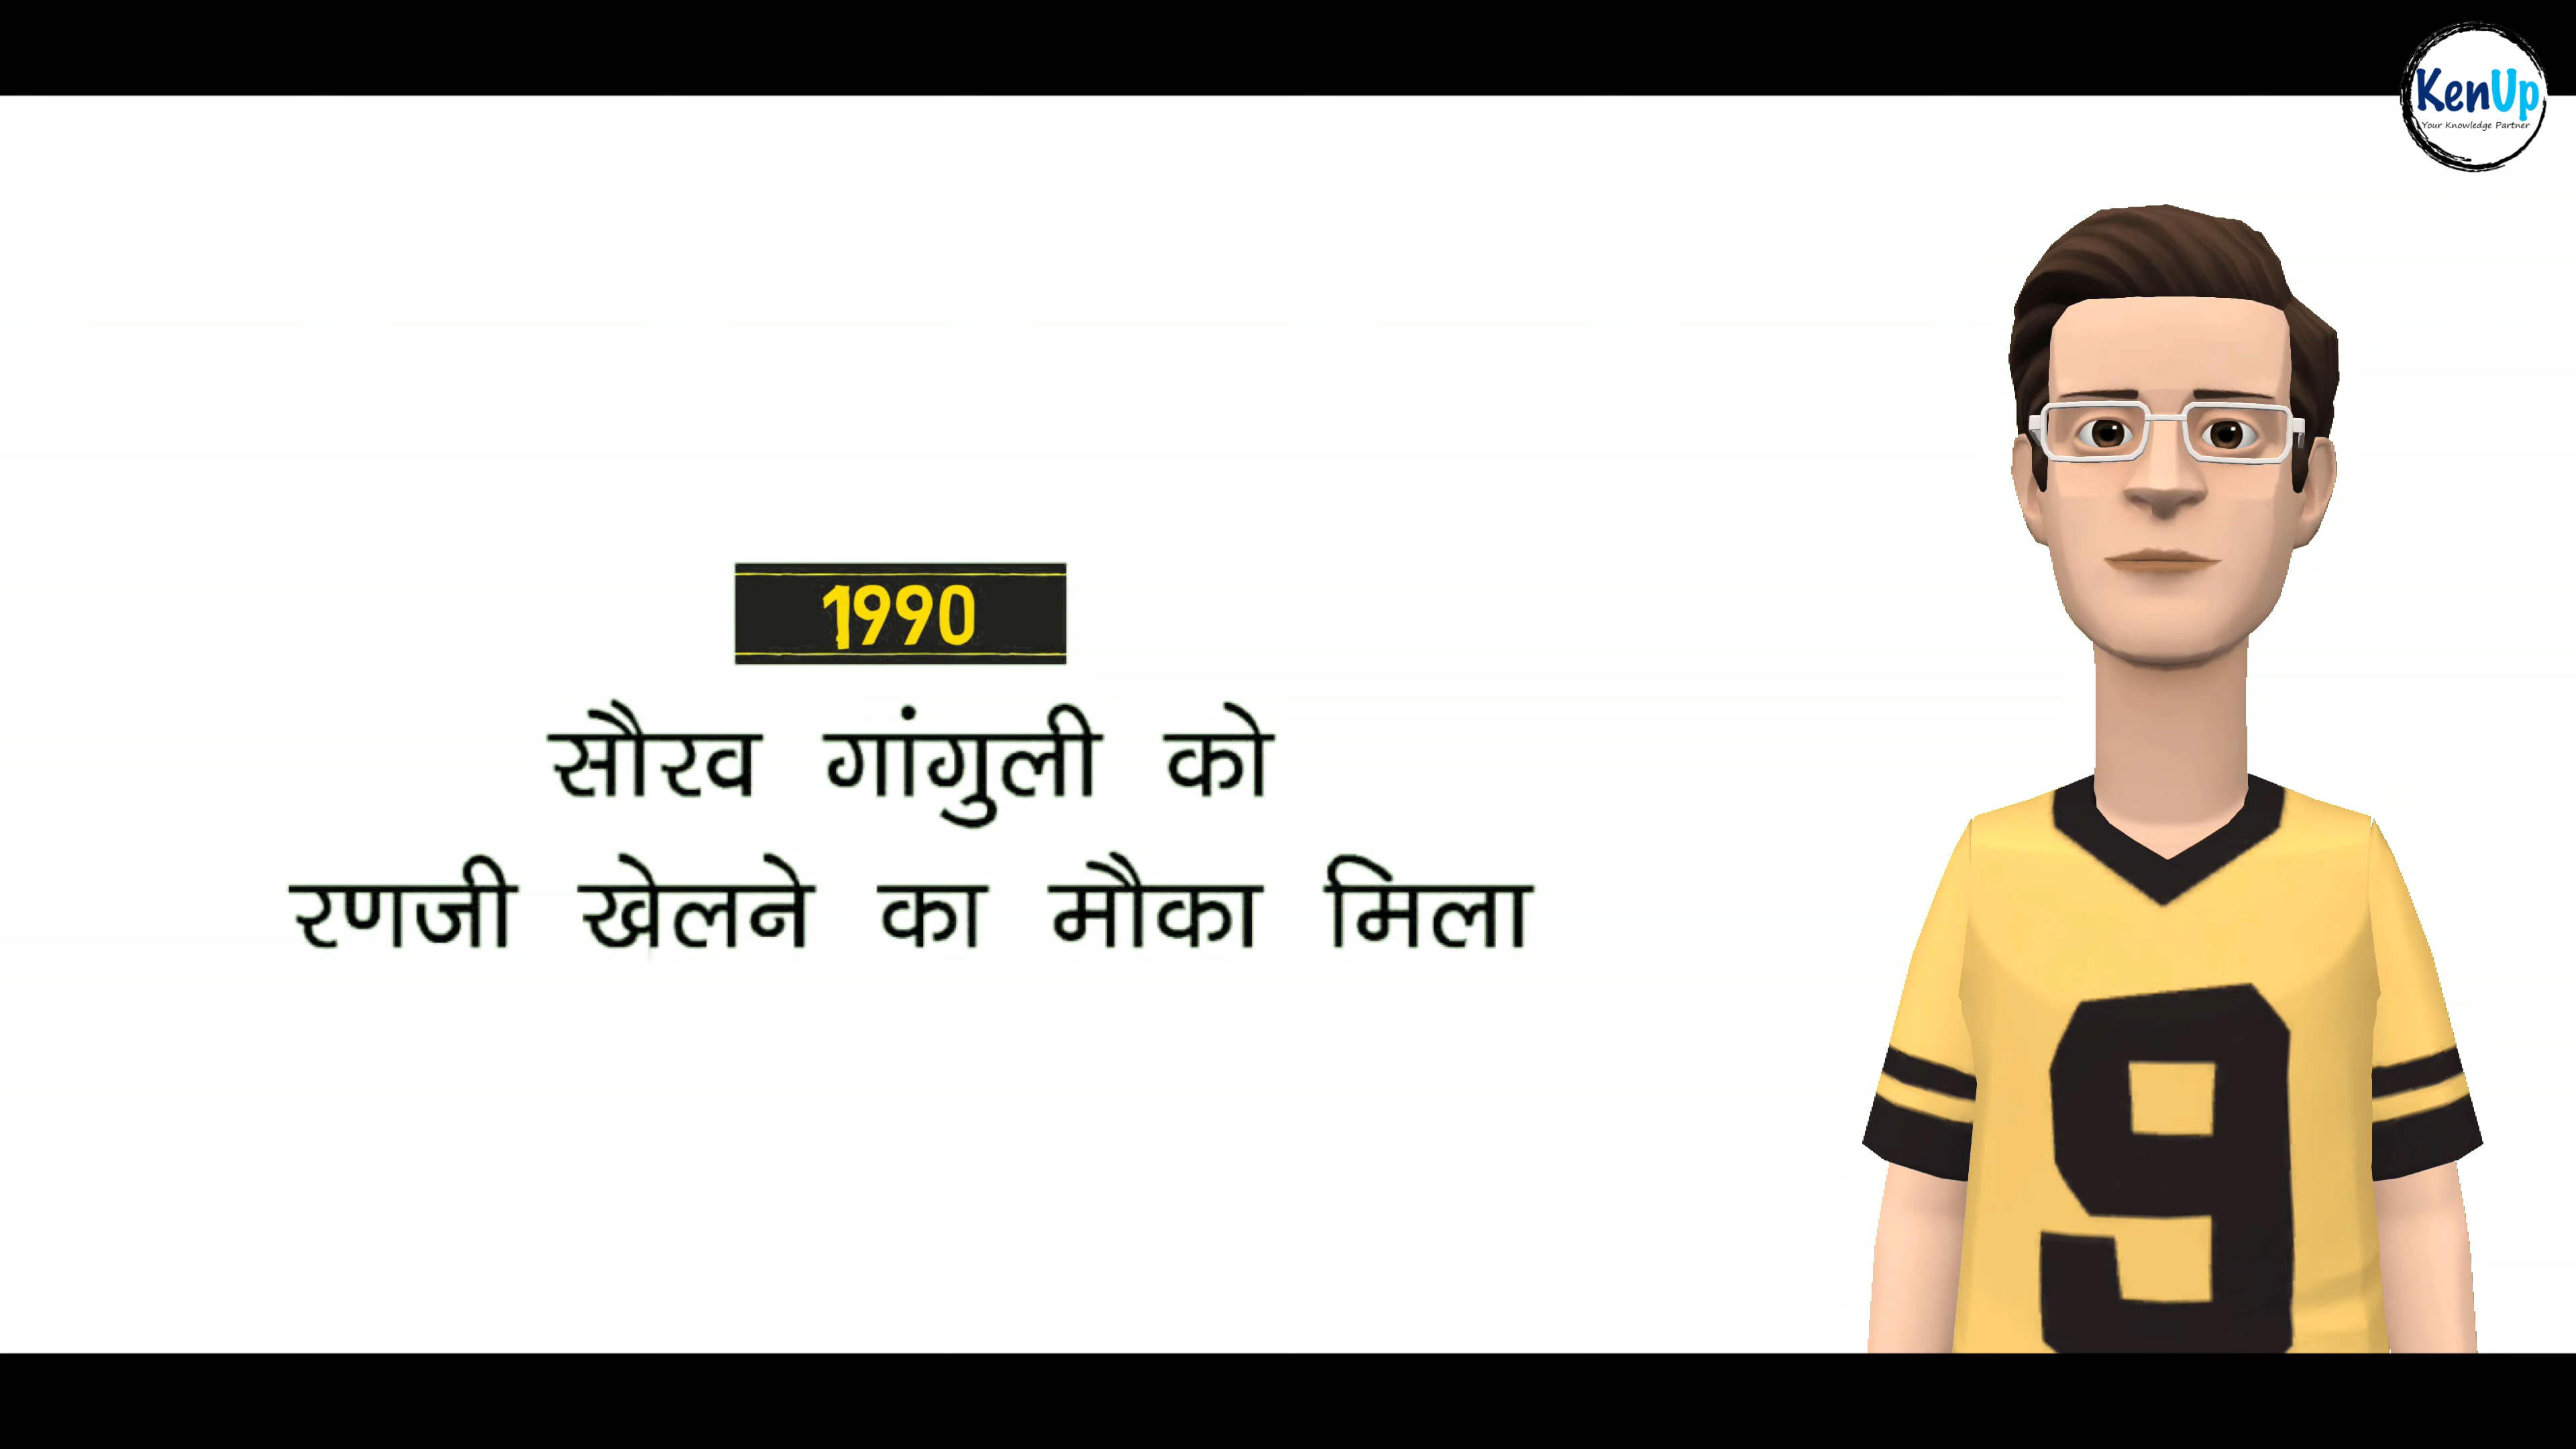 KenUp
Your Knowledge Partner
1990
सौरव गांगुली को
रणजी खेलने का मौका मिला
9